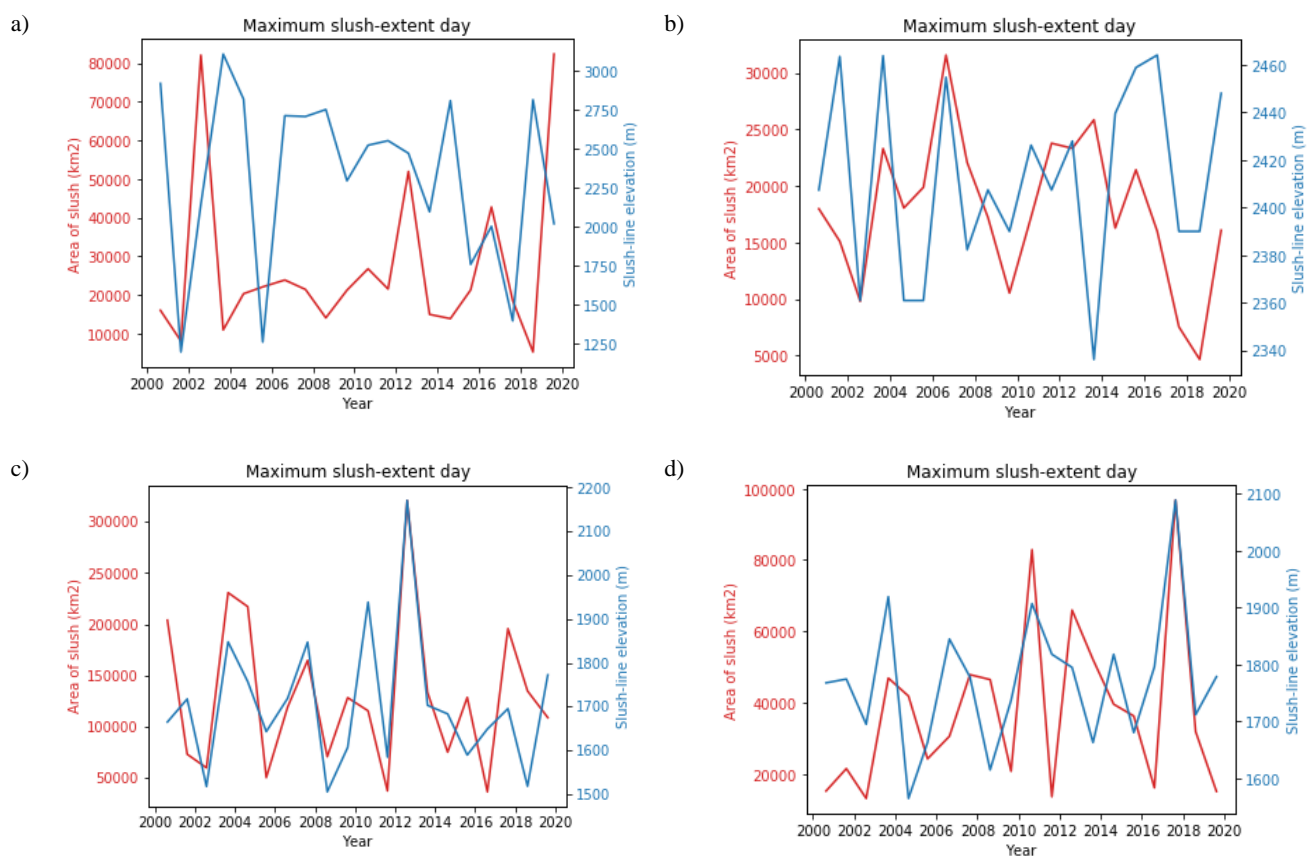 a)
Maximum slush-extent day
Area of slush (km2)
80000
70000
60000
50000
40000
30000
20000
10000
3000
2750
2500
2250
2000
1750
1500
1250
Slush-line elevation (m)
2000 2002 2004 2006 2008 2010 2012 2014 2016 2018 2020
Year
b)
Maximum slush-extent day
Area of slush (km2)
30000
25000
20000
15000
10000
5000
2460
2440
2420
2400
2380
2360
2340
Slush-line elevation (m)
2000 2002 2004 2006 2008 2010 2012 2014 2016 2018 2020
Year
c)
Maximum slush-extent day
Area of slush (km2)
300000
250000
200000
150000
100000
50000
2200
2100
2000
1900
1800
1700
1600
1500
Slush-line elevation (m)
2000 2002 2004 2006 2008 2010 2012 2014 2016 2018 2020
Year
d)
Maximum slush-extent day
Area of slush (km2)
100000
80000
60000
40000
20000
2100
2000
1900
1800
1700
1600
Slush-line elevation (m)
2000 2002 2004 2006 2008 2010 2012 2014 2016 2018 2020
Year